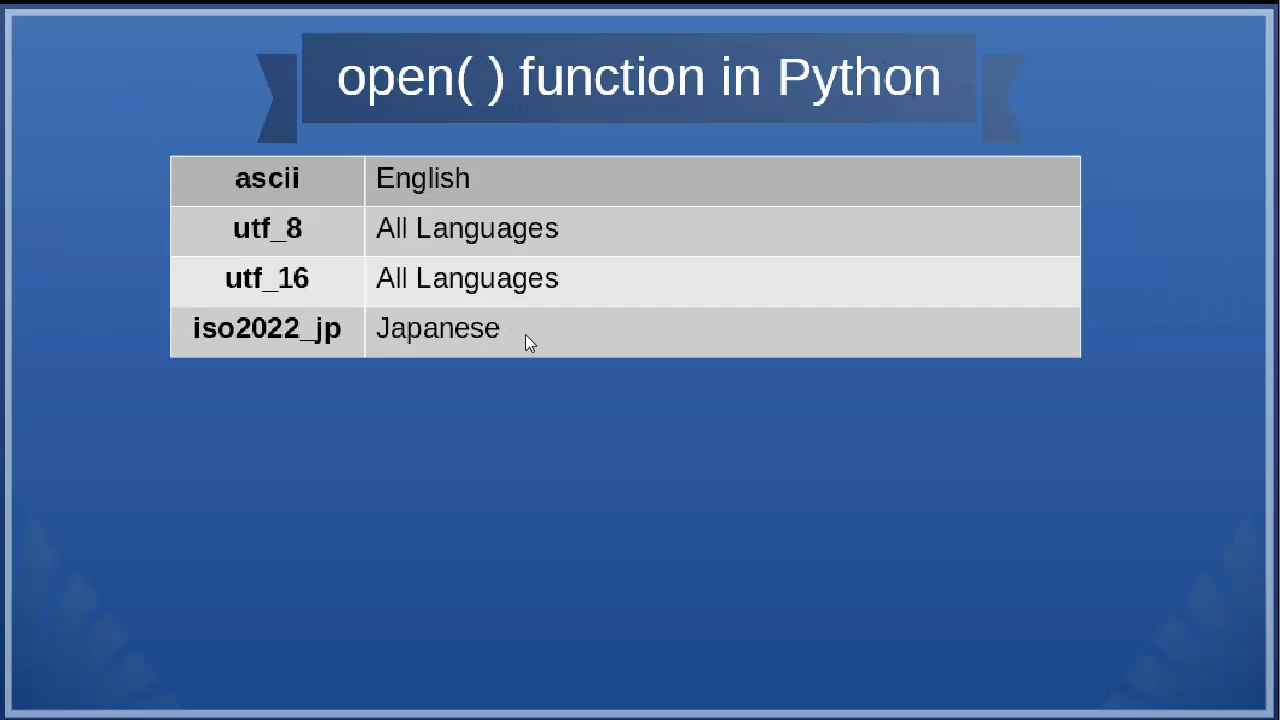 open( ) function in Python
ascii English
utf_8 All Languages
utf_16 All Languages
iso2022_jp Japanese